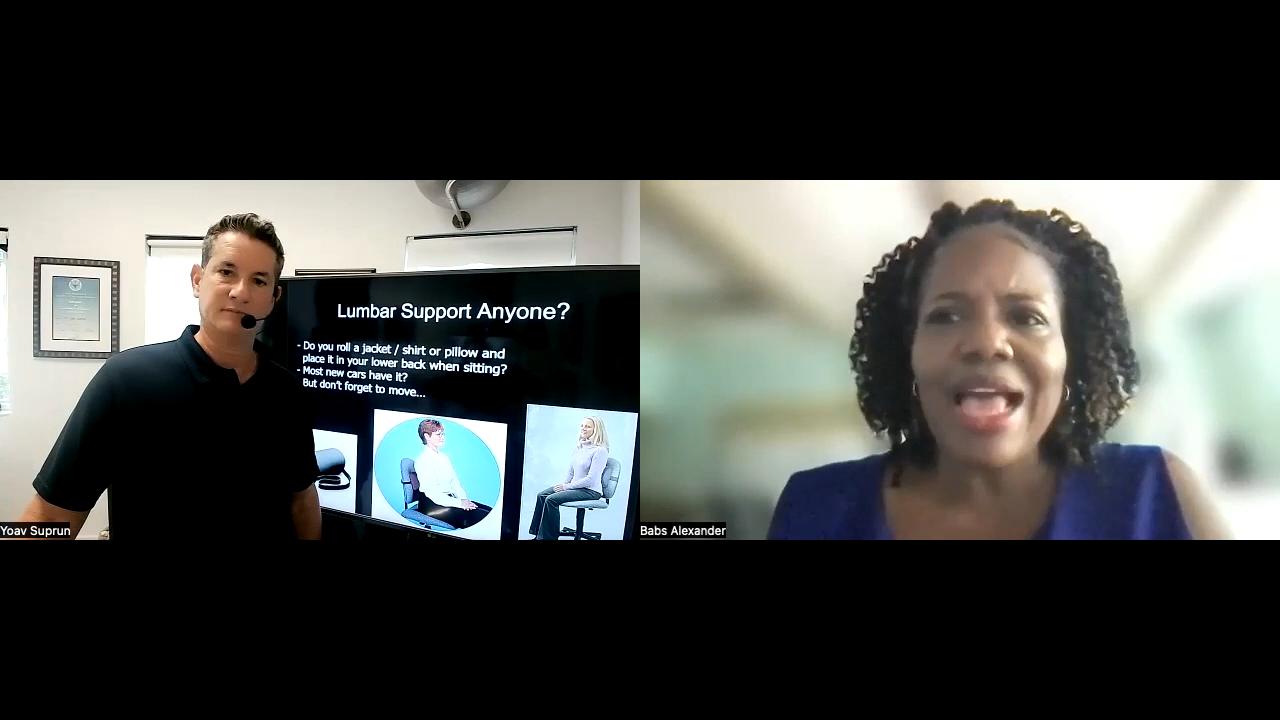 Lumbar Support Anyone?
- Do you roll a jacket / shirt or pillow and
place it in your lower back when sitting?
- Most new cars have it?
But don't forget to move...
Yoav Suprun
Babs Alexander